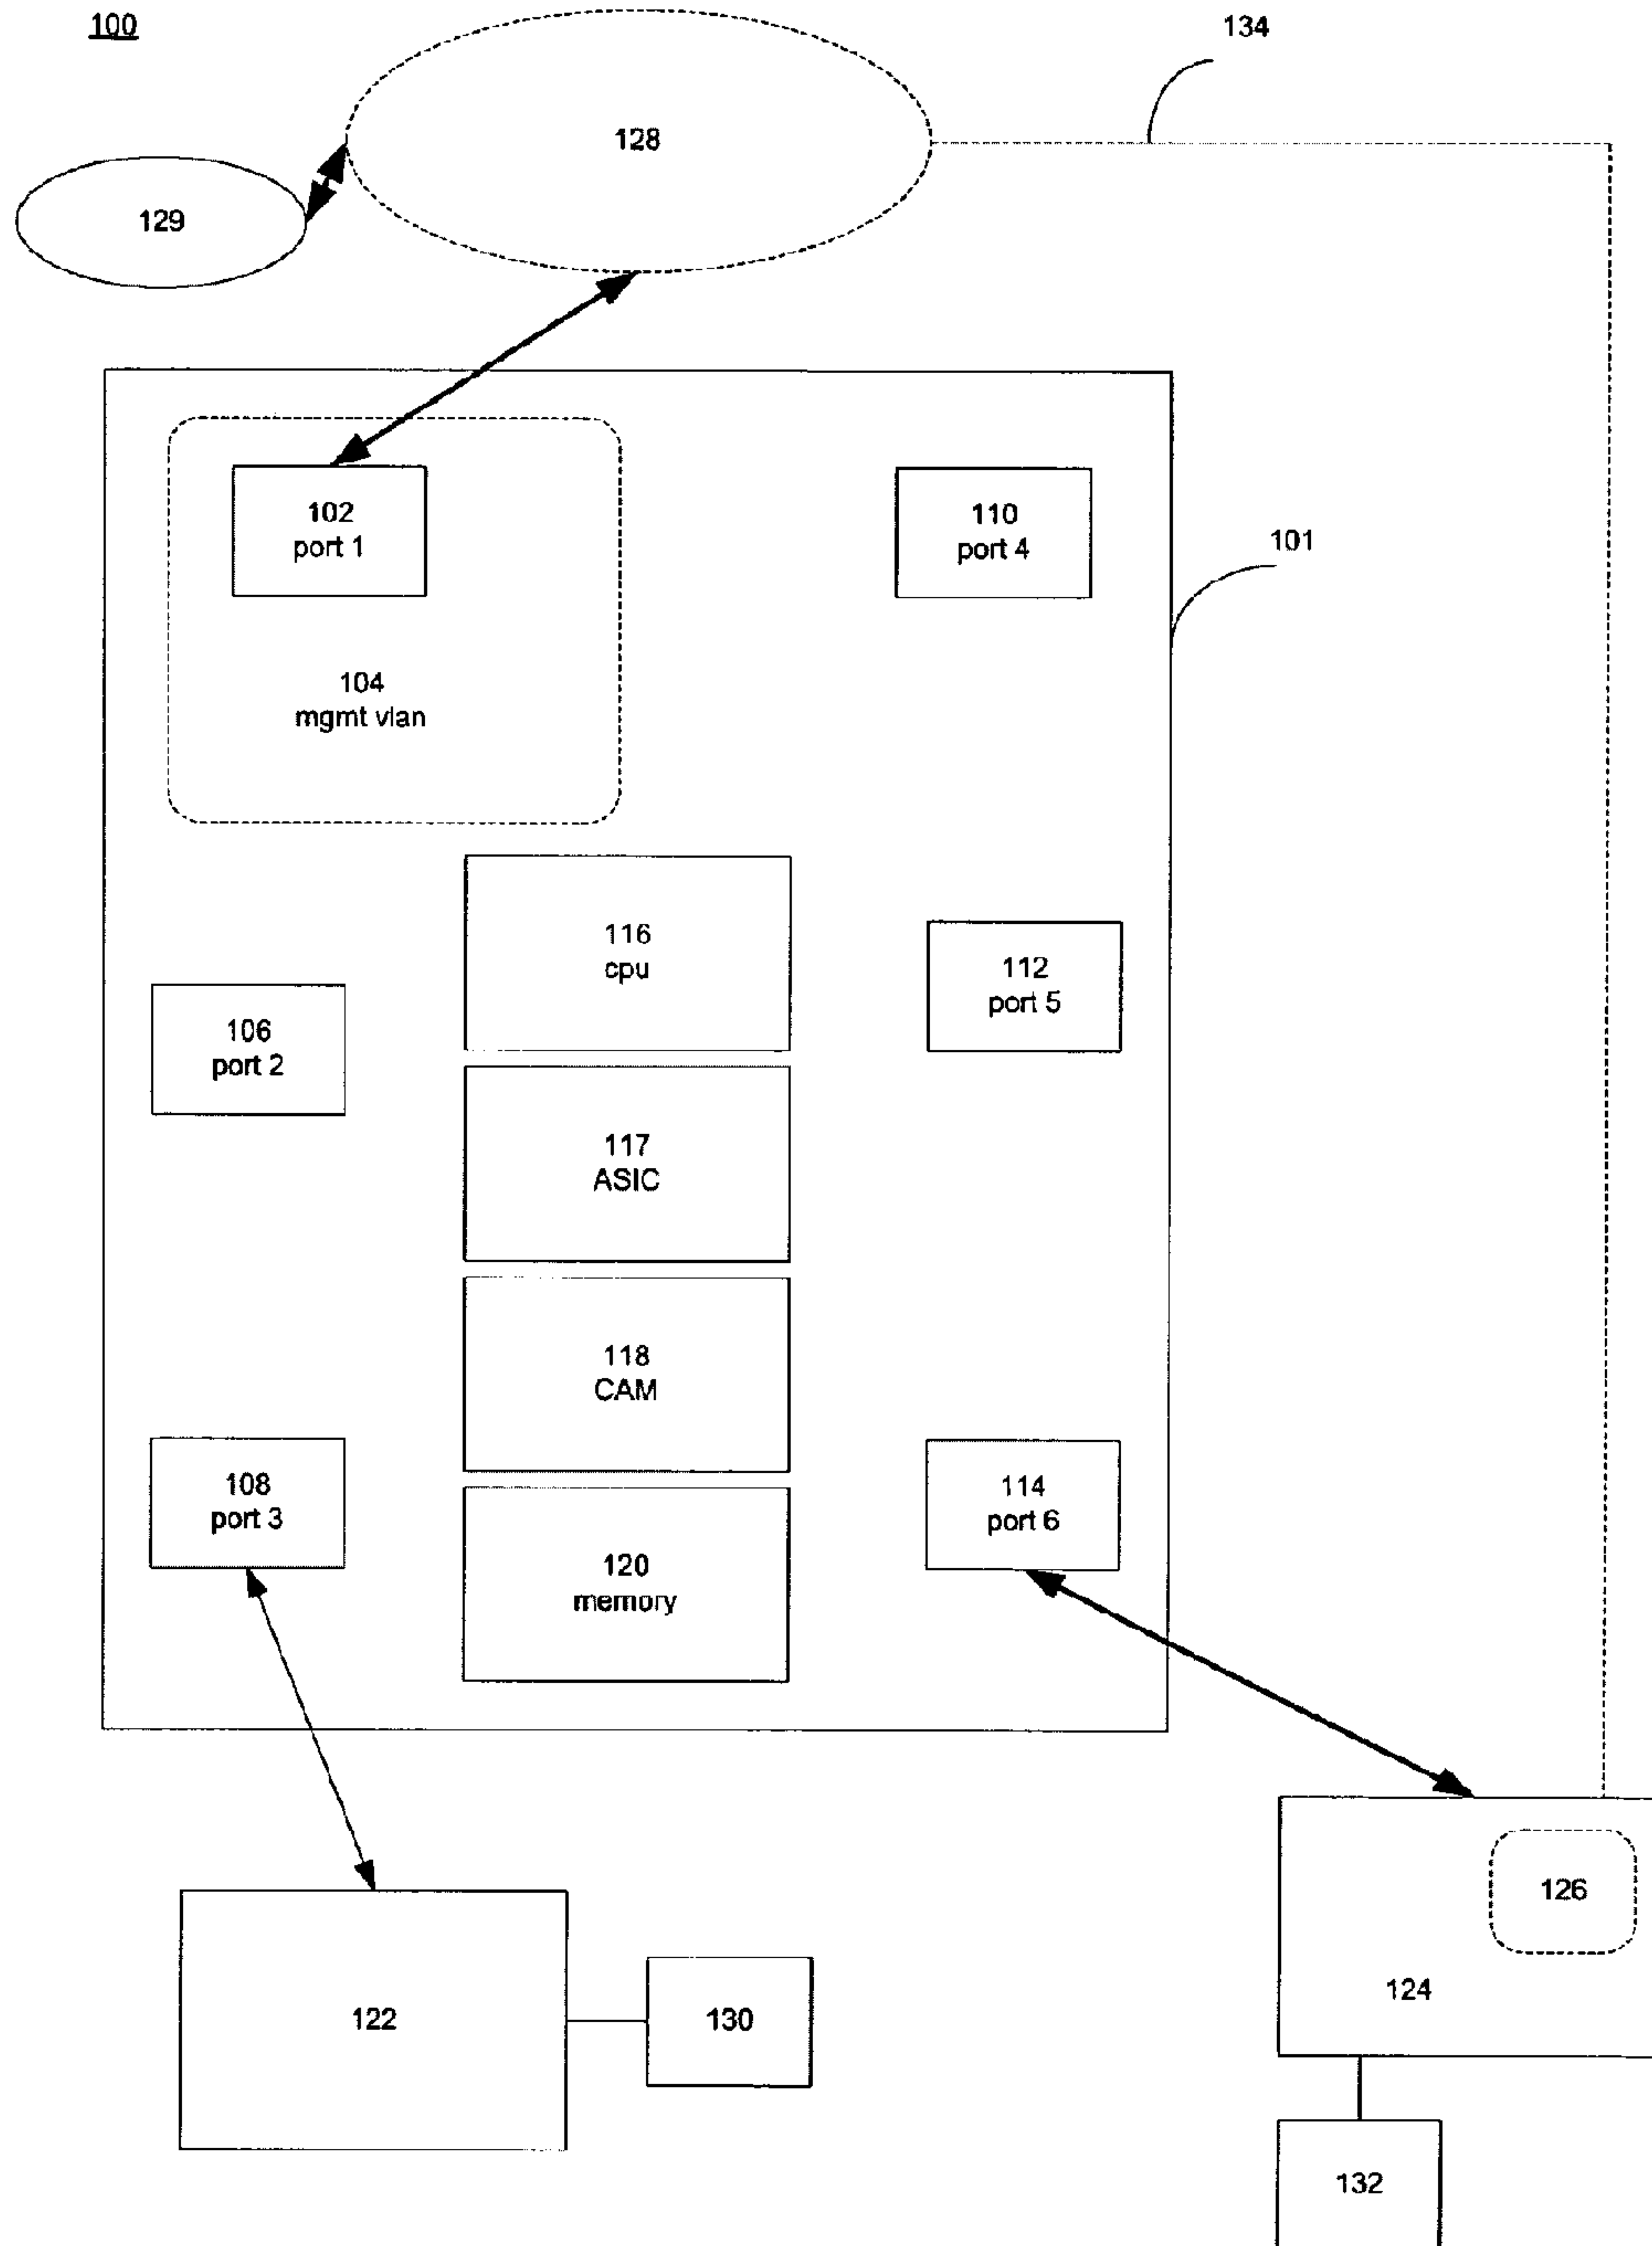 100
134
128
129
102
port 1
110
port 4
101
104
mgmt vlan
116
cpu
112
port 5
106
port 2
117
ASIC
118
CAM
108
port 3
114
port 6
120
memory
126
124
122
130
132